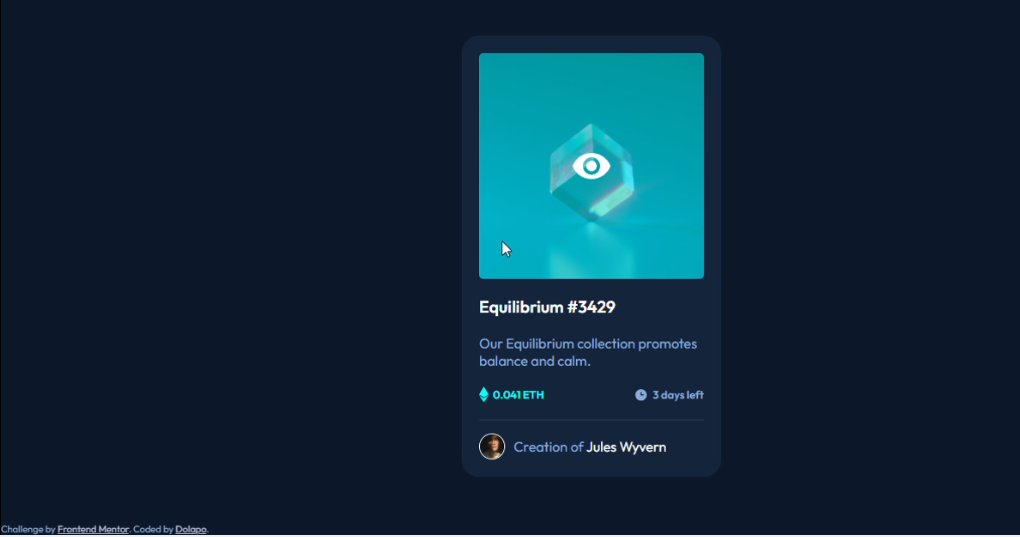 Equilibrium #3429
Our Equilibrium collection promotes
balance and calm.
0.041 ETH 3 days left
Creation of Jules Wyvern
Challenge by Frontend Mentor. Coded by Dolapo.